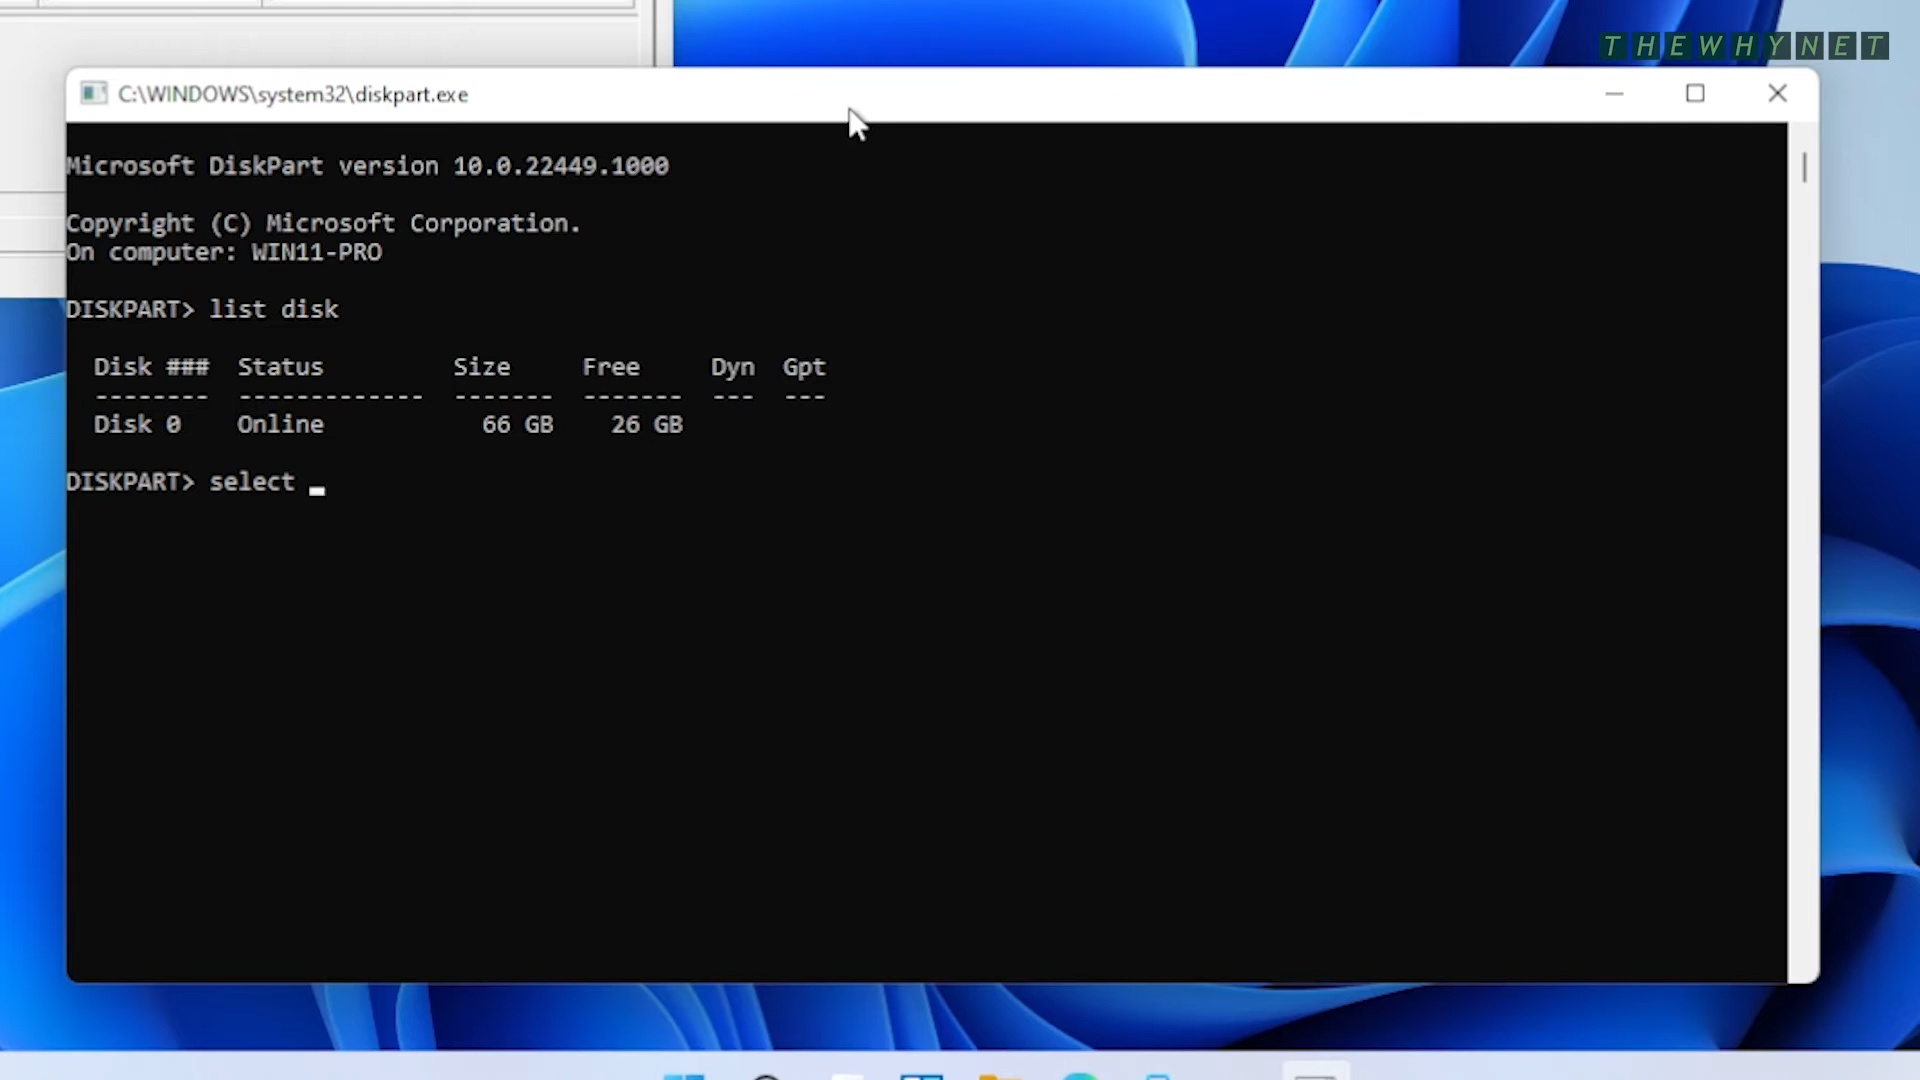 THEWHYNET
C:\WINDOWS\system32\diskpart.exe
Microsoft DiskPart version 10.0.22449.1000
Copyright (C) Microsoft Corporation.
On computer: WIN11-PRO
DISKPART> list disk
Disk ### Status Size Free Dyn Gpt
-------- ------------- ------- ------- --- ---
Disk 0 Online 66 GB 26 GB
DISKPART> select _